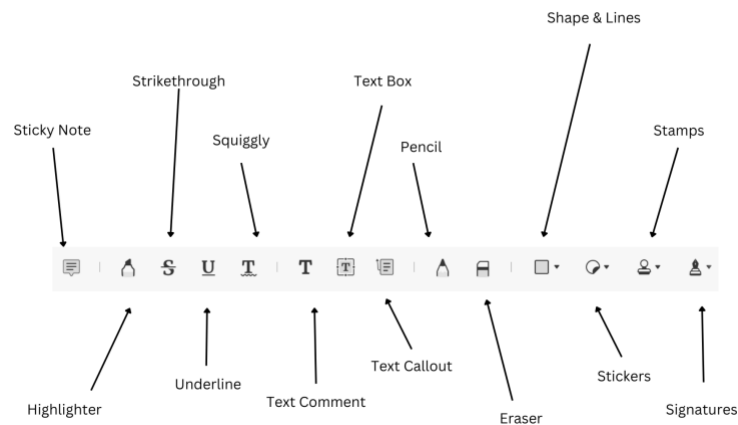 Shape & Lines
Strikethrough
Text Box
Sticky Note
Squiggly
Pencil
Stamps
S
U
T
T
T
Text Callout
Stickers
Underline
Text Comment
Highlighter
Eraser
Signatures